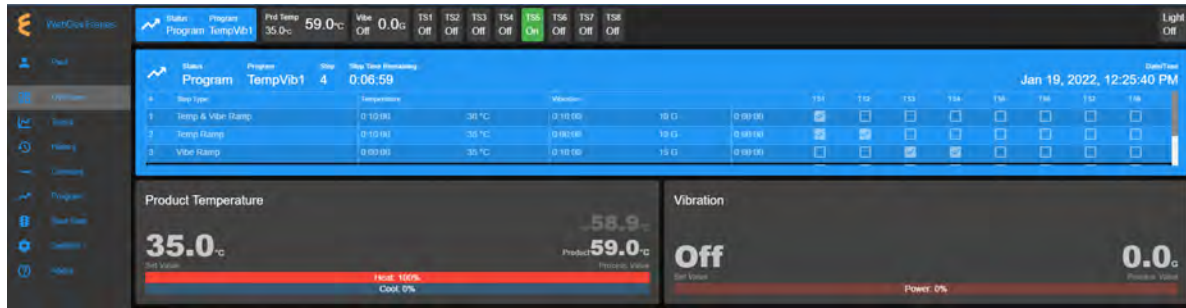 Status Program
Program TempVib1
Prd Temp
35.0°C 59.0°C
Vibe
Off 0.0G
TS1 TS2 TS3 TS4 TS5 TS6 TS7 TS8
Off Off Off Off On Off Off Off
Light
Off
Status Program Step Step Time Remaining
Program TempVib1 4 0:06:59
Date/Time
Jan 19, 2022, 12:25:40 PM
# Step Type Temperature Vibration TS1 TS2 TS3 TS4 TS5 TS6 TS7 TS8
1 Temp & Vibe Ramp 0:10:00 30 °C 0:10:00 10 G 0:00:00
2 Temp Ramp 0:10:00 35 °C 0:00:00 10 G 0:00:00
3 Vibe Ramp 0:00:00 35 °C 0:10:00 15 G 0:00:00
Product Temperature
58.9
35.0°C
Product 59.0°C
Set Value Process Value
Heat: 100%
Cool: 0%
Vibration
Off 0.0G
Set Value Process Value
Power: 0%
Trends
History
Program